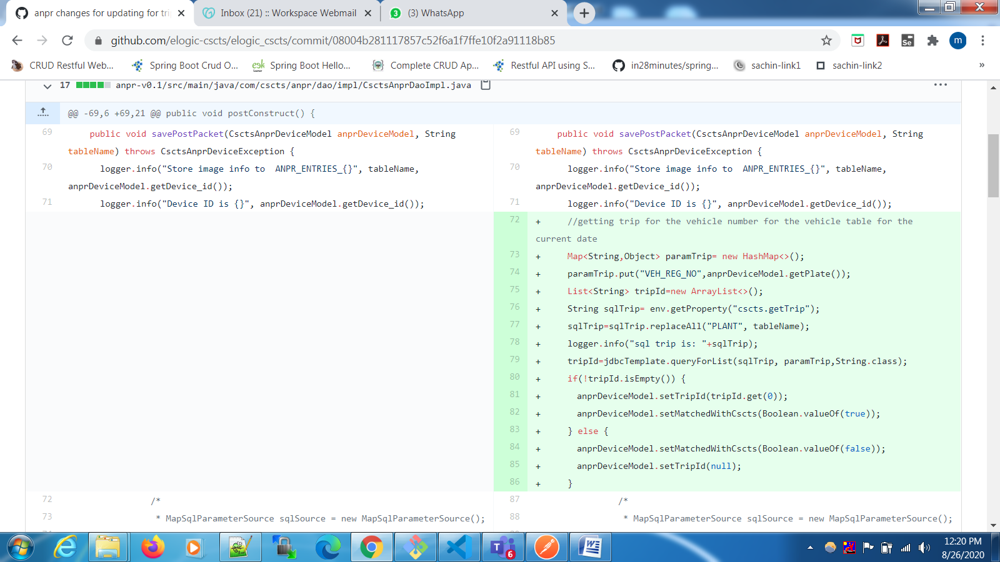 anpr changes for updating for tri
Inbox (21) :: Workspace Webmail
(3) WhatsApp
github.com/elogic-cscts/elogic_cscts/commit/08004b281117857c52f6a1f7ffe10f2a91118b85
m
CRUD Restful Web...
Spring Boot Crud O...
Spring Boot Hello...
Complete CRUD Ap...
Restful API using S...
in28minutes/spring...
sachin-link1
sachin-link2
»
17 anpr-v0.1/src/main/java/com/cscts/anpr/dao/impl/CsctsAnprDaoImpl.java
@@ -69,6 +69,21 @@ public void postConstruct() {
69 public void savePostPacket(CsctsAnprDeviceModel anprDeviceModel, String
tableName) throws CsctsAnprDeviceException {
70 logger.info("Store image info to  ANPR_ENTRIES_{}", tableName,
anprDeviceModel.getDevice_id());
71 logger.info("Device ID is {}", anprDeviceModel.getDevice_id());
72 /*
73 * MapSqlParameterSource sqlSource = new MapSqlParameterSource();
69 public void savePostPacket(CsctsAnprDeviceModel anprDeviceModel, String
tableName) throws CsctsAnprDeviceException {
70 logger.info("Store image info to  ANPR_ENTRIES_{}", tableName,
anprDeviceModel.getDevice_id());
71 logger.info("Device ID is {}", anprDeviceModel.getDevice_id());
72 + //getting trip for the vehicle number for the vehicle table for the
current date
73 + Map<String,Object> paramTrip= new HashMap<>();
74 + paramTrip.put("VEH_REG_NO",anprDeviceModel.getPlate());
75 + List<String> tripId=new ArrayList<>();
76 + String sqlTrip= env.getProperty("cscts.getTrip");
77 + sqlTrip=sqlTrip.replaceAll("PLANT", tableName);
78 + logger.info("sql trip is: "+sqlTrip);
79 + tripId=jdbcTemplate.queryForList(sqlTrip, paramTrip,String.class);
80 + if(!tripId.isEmpty()) {
81 + anprDeviceModel.setTripId(tripId.get(0));
82 + anprDeviceModel.setMatchedWithCscts(Boolean.valueOf(true));
83 + } else {
84 + anprDeviceModel.setMatchedWithCscts(Boolean.valueOf(false));
85 + anprDeviceModel.setTripId(null);
86 + }
87 /*
88 * MapSqlParameterSource sqlSource = new MapSqlParameterSource();
12:20 PM
8/26/2020